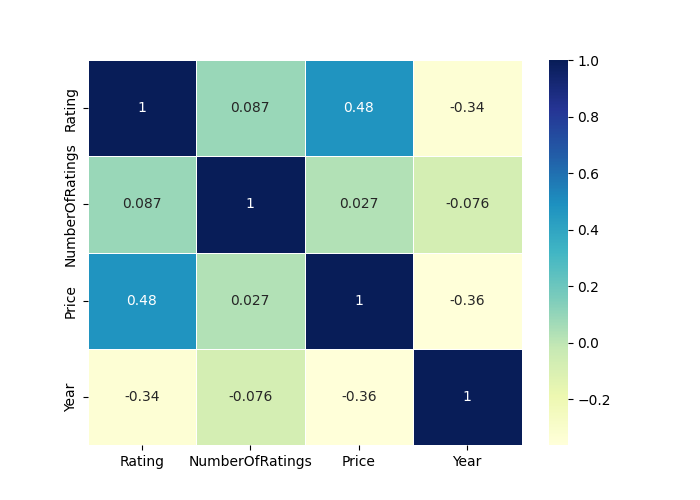 Rating 1 0.087 0.48 -0.34
NumberOfRatings 0.087 1 0.027 -0.076
Price 0.48 0.027 1 -0.36
Year -0.34 -0.076 -0.36 1
Rating NumberOfRatings Price Year
1.0
0.8
0.6
0.4
0.2
0.0
−0.2